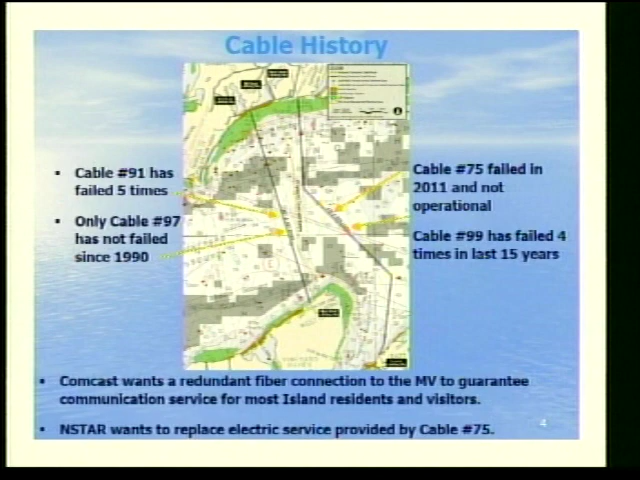 Cable History
Cable #91 has
failed 5 times
Only Cable #97
has not failed
since 1990
Cable #75 failed in
2011 and not
operational
Cable #99 has failed 4
times in last 15 years
Comcast wants a redundant fiber connection to the MV to guarantee
communication service for most Island residents and visitors.
NSTAR wants to replace electric service provided by Cable #75.
4